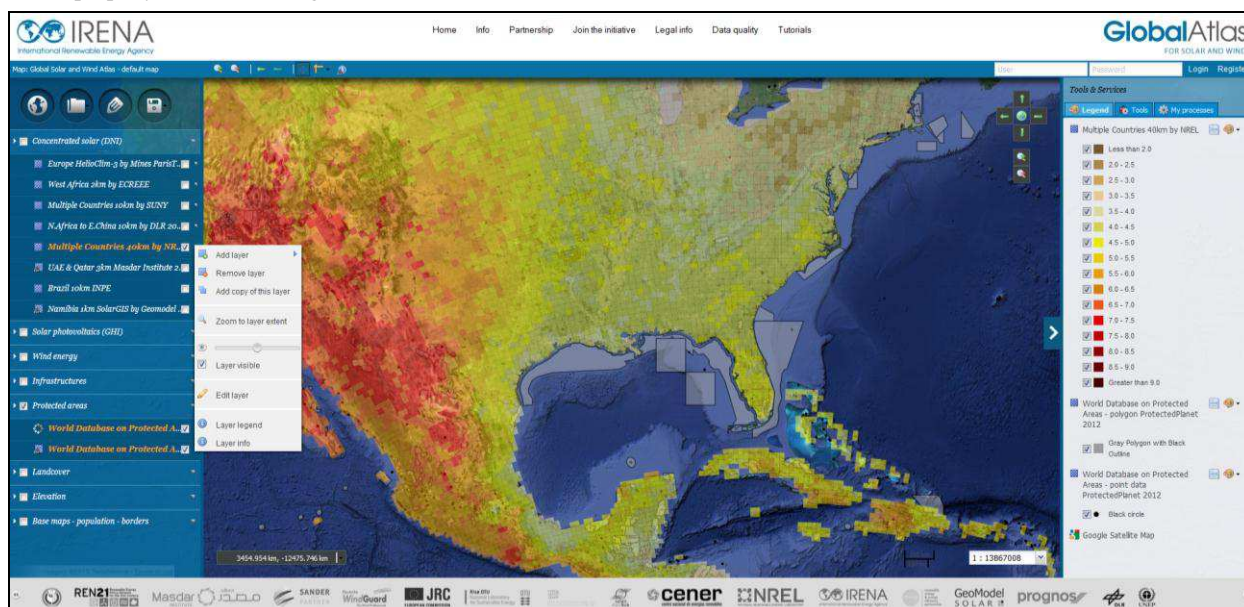 IRENA
International Renewable Energy Agency
Home Info Partnership Join the initiative Legal info Data quality Tutorials
GlobalAtlas
FOR SOLAR AND WIND
Map: Global Solar and Wind Atlas - default map
User
Password
Login Registe
Concentrated solar (DNI)
Europe HelioClim-3 by Mines ParisT..
West Africa 2km by ECREEE
Multiple Countries 10km by SUNY
N.Africa to E.China 10km by DLR 20..
Multiple Countries 40km by NR..
UAE & Qatar 3km Masdar Institute 2.
Brazil 10km INPE
Namibia 1km SolarGIS by Geomodel ..
Solar photovoltaics (GHI)
Wind energy
Infrastructures
Protected areas
World Database on Protected A..
World Database on Protected A..
Landcover
Elevation
Base maps - population - borders
Add layer
Remove layer
Add copy of this layer
Zoom to layer extent
Layer visible
Edit layer
Layer legend
Layer info
3454.954 km, -12475.746 km
1 : 13867008
Tools & Services
Legend Tools My processes
Multiple Countries 40km by NREL
Less than 2.0
2.0 - 2.5
2.5 - 3.0
3.0 - 3.5
3.5 - 4.0
4.0 - 4.5
4.5 - 5.0
5.0 - 5.5
5.5 - 6.0
6.0 - 6.5
6.5 - 7.0
7.0 - 7.5
7.5 - 8.0
8.0 - 8.5
8.5 - 9.0
Greater than 9.0
World Database on Protected
Areas - polygon ProtectedPlanet
2012
Gray Polygon with Black
Outline
World Database on Protected
Areas - point data
ProtectedPlanet 2012
Black circle
Google Satellite Map
REN21
Masdar مصدر
SANDER
PARTNER
WindGuard
JRC
EUROPEAN COMMISSION
Risø DTU
cener
NREL
IRENA
GeoModel
SOLAR
prognos
DLR
UNEP